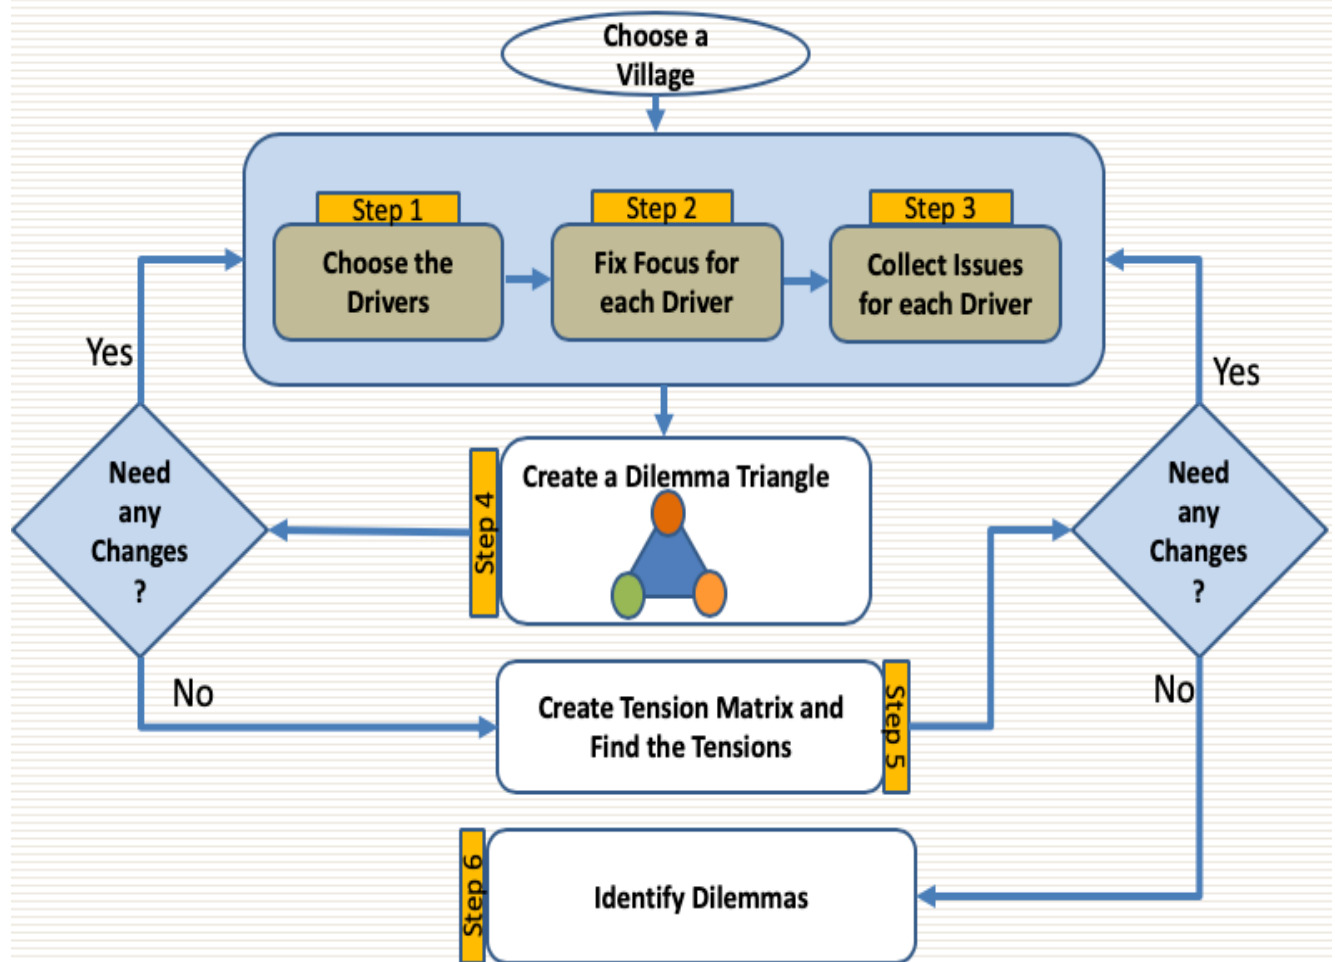 Choose a
Village
Step 1
Choose the
Drivers
Step 2
Fix Focus for
each Driver
Step 3
Collect Issues
for each Driver
Yes
Yes
Need
any
Changes
?
Step 4
Create a Dilemma Triangle
Need
any
Changes
?
No
Create Tension Matrix and
Find the Tensions
Step 5
No
Step 6
Identify Dilemmas